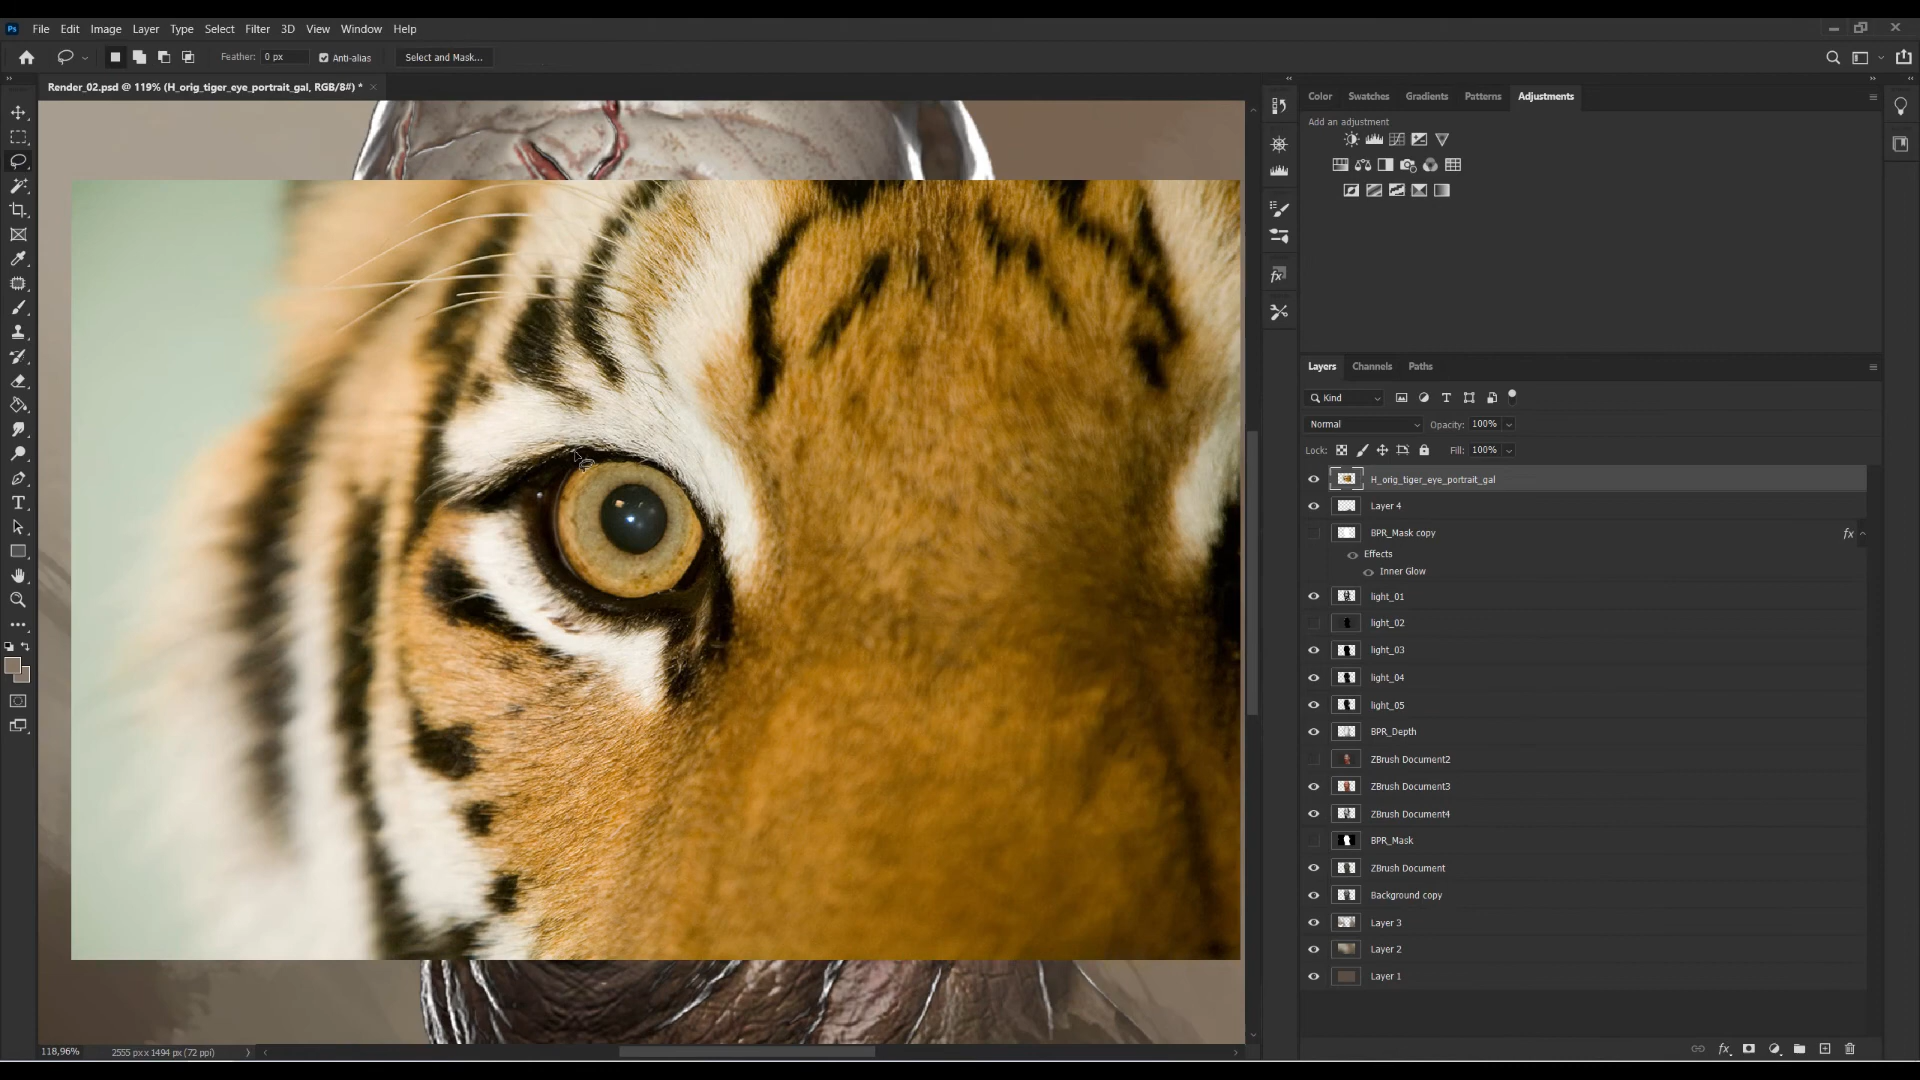 Ps File Edit Image Layer Type Select Filter 3D View Window Help
Feather: 0 px Anti-alias Select and Mask...
Render_02.psd @ 119% (H_orig_tiger_eye_portrait_gal, RGB/8#) *
Color Swatches Gradients Patterns Adjustments
Add an adjustment
Layers Channels Paths
Kind
Normal Opacity: 100%
Lock: Fill: 100%
H_orig_tiger_eye_portrait_gal
Layer 4
BPR_Mask copy fx
Effects
Inner Glow
light_01
light_02
light_03
light_04
light_05
BPR_Depth
ZBrush Document2
ZBrush Document3
ZBrush Document4
BPR_Mask
ZBrush Document
Background copy
Layer 3
Layer 2
Layer 1
118,96% 2555 px x 1494 px (72 ppi)